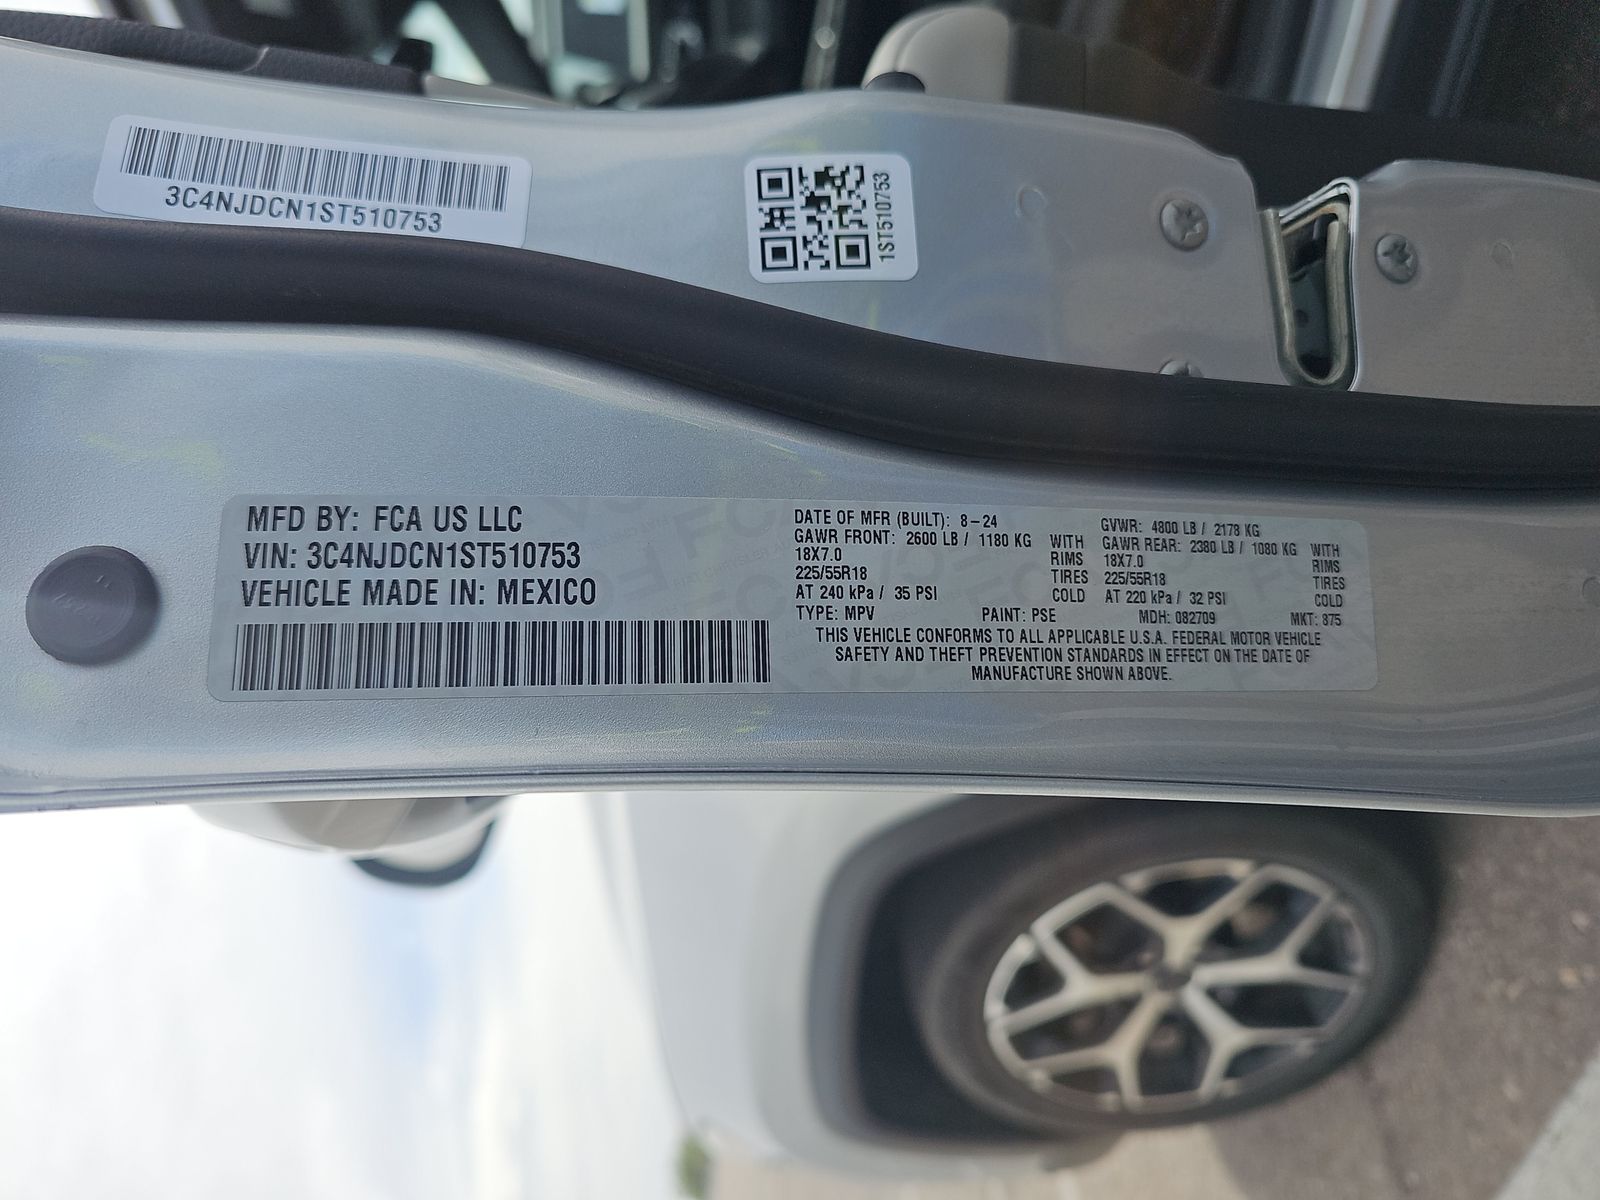 3C4NJDCN1ST510753
1ST510753
MFD BY: FCA US LLC
VIN: 3C4NJDCN1ST510753
VEHICLE MADE IN: MEXICO
DATE OF MFR (BUILT): 8-24 GVWR: 4800 LB / 2178 KG
GAWR FRONT: 2600 LB / 1180 KG WITH GAWR REAR: 2380 LB / 1080 KG WITH
18X7.0 RIMS 18X7.0 RIMS
225/55R18 TIRES 225/55R18 TIRES
AT 240 kPa / 35 PSI COLD AT 220 kPa / 32 PSI COLD
TYPE: MPV PAINT: PSE MDH: 082709 MKT: 875
THIS VEHICLE CONFORMS TO ALL APPLICABLE U.S.A. FEDERAL MOTOR VEHICLE
SAFETY AND THEFT PREVENTION STANDARDS IN EFFECT ON THE DATE OF
MANUFACTURE SHOWN ABOVE.